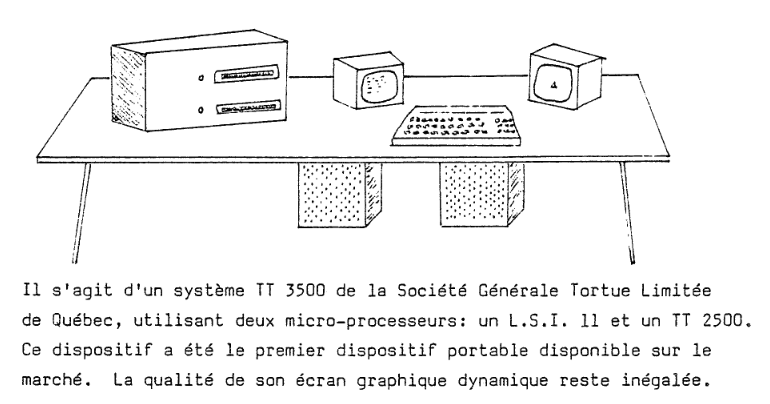 Il s'agit d'un système TT 3500 de la Société Générale Tortue Limitée
de Québec, utilisant deux micro-processeurs: un L.S.I. 11 et un TT 2500.
Ce dispositif a été le premier dispositif portable disponible sur le
marché. La qualité de son écran graphique dynamique reste inégalée.